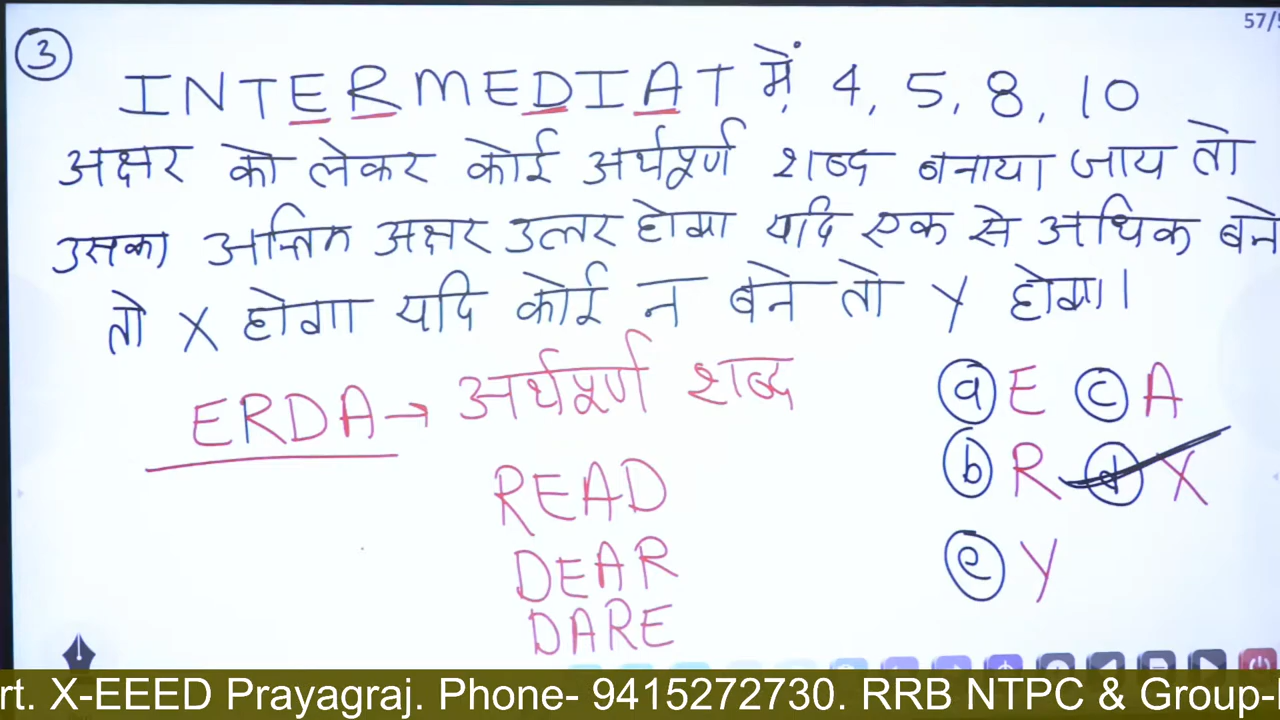 57/5
3
INTERMEDIAT में 4, 5, 8, 10
अक्षर को लेकर कोई अर्थपूर्ण शब्द बनाया जाय तो
उसका अन्तिम अक्षर उत्तर होगा यदि एक से अधिक बने
तो X होगा यदि कोई न बने तो Y होगा।
ERDA → अर्थपूर्ण शब्द
READ
DEAR
DARE
a E c A
b R d X
e Y
rt. X-EEED Prayagraj. Phone- 9415272730. RRB NTPC & Group-